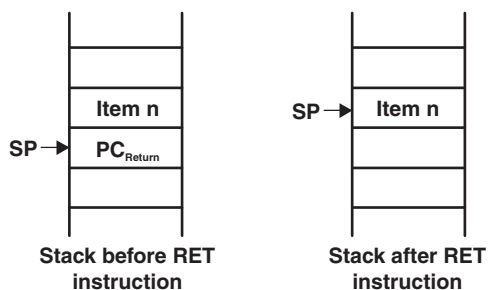 Item n
SP
PCReturn
Stack before RET
instruction
SP
Item n
Stack after RET
instruction